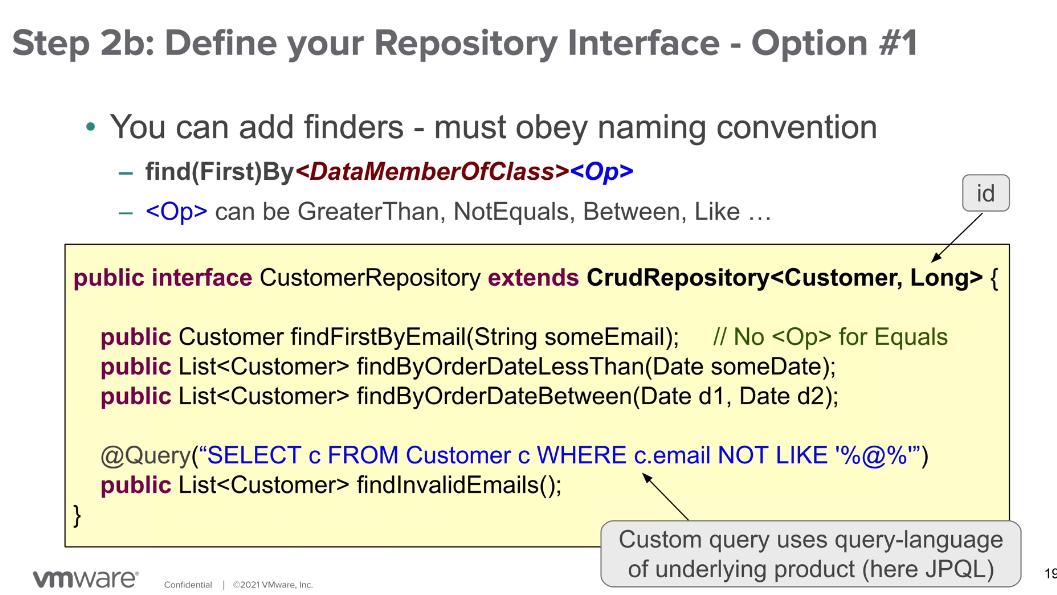 Step 2b: Define your Repository Interface - Option #1
• You can add finders - must obey naming convention
– find(First)By<DataMemberOfClass><Op>
– <Op> can be GreaterThan, NotEquals, Between, Like …
id
public interface CustomerRepository extends CrudRepository<Customer, Long> {
public Customer findFirstByEmail(String someEmail); // No <Op> for Equals
public List<Customer> findByOrderDateLessThan(Date someDate);
public List<Customer> findByOrderDateBetween(Date d1, Date d2);
@Query(“SELECT c FROM Customer c WHERE c.email NOT LIKE '%@%'”)
public List<Customer> findInvalidEmails();
}
Custom query uses query-language
of underlying product (here JPQL)
vmware® Confidential | ©2021 VMware, Inc.
19